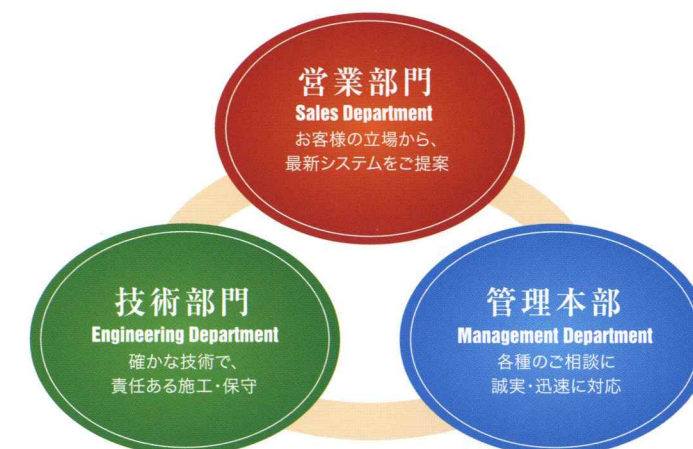 営業部門
Sales Department
お客様の立場から、
最新システムをご提案
技術部門
Engineering Department
確かな技術で、
責任ある施工・保守
管理本部
Management Department
各種のご相談に
誠実・迅速に対応